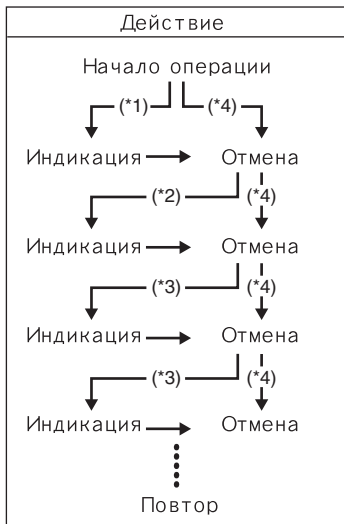 Действие
Начало операции
(*1) (*4)
Индикация Отмена
(*2) (*4)
Индикация Отмена
(*3) (*4)
Индикация Отмена
(*3) (*4)
Индикация Отмена
Повтор